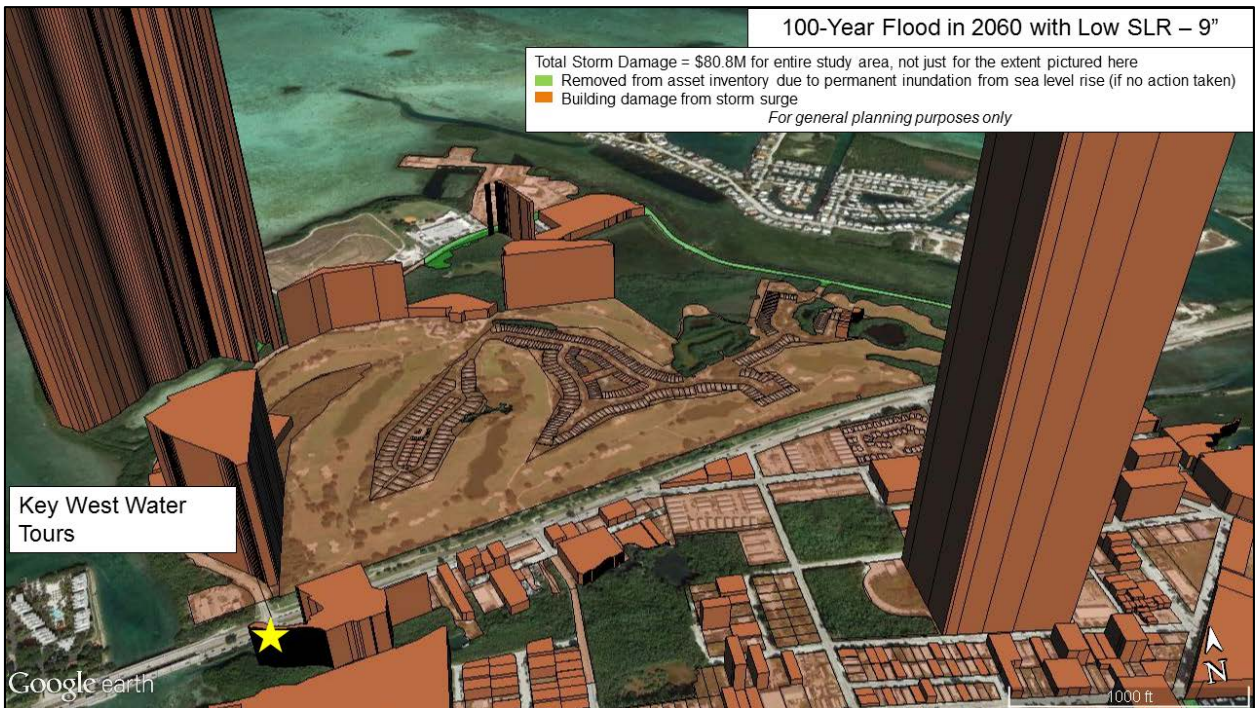 100-Year Flood in 2060 with Low SLR – 9”
Total Storm Damage = $80.8M for entire study area, not just for the extent pictured here
Removed from asset inventory due to permanent inundation from sea level rise (if no action taken)
Building damage from storm surge
For general planning purposes only
Key West Water
Tours
Google earth
N
1000 ft